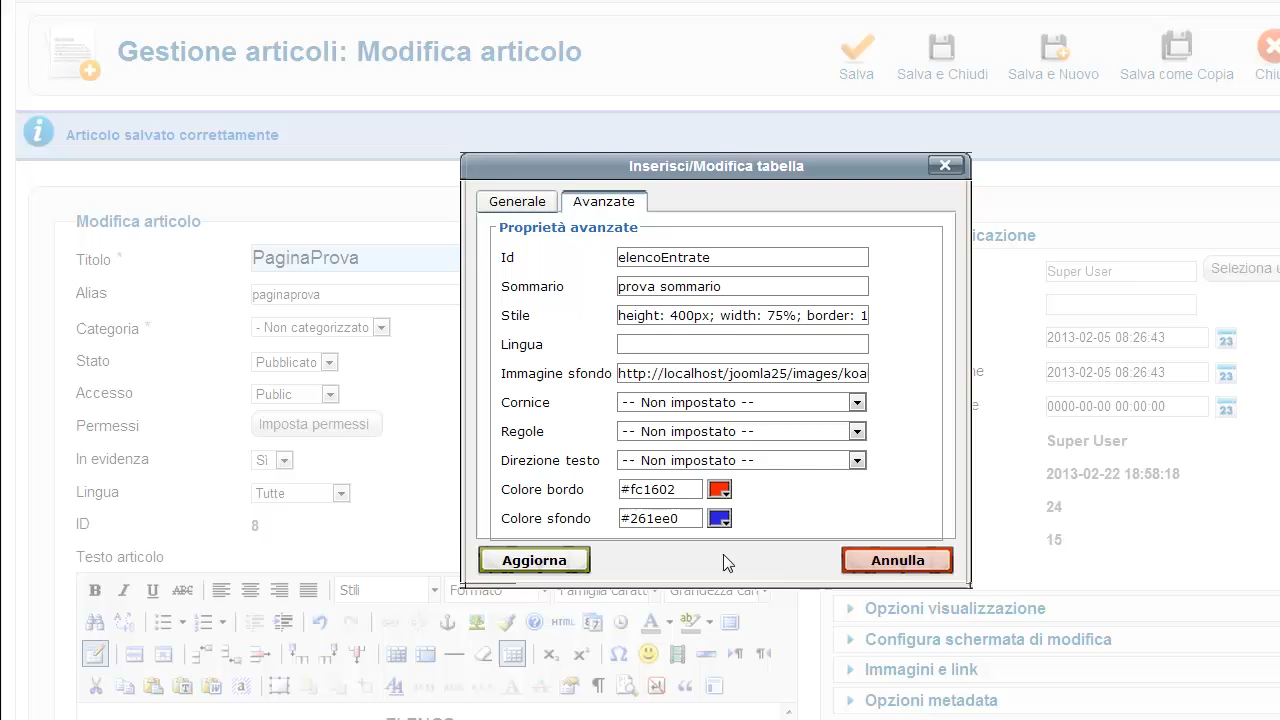 Gestione articoli: Modifica articolo
Salva
Salva e Chiudi
Salva e Nuovo
Salva come Copia
Articolo salvato correttamente
Inserisci/Modifica tabella
Generale
Avanzate
Proprietà avanzate
Id elencoEntrate
Sommario prova sommario
Stile height: 400px; width: 75%; border: 1
Lingua
Immagine sfondo http://localhost/joomla25/images/koa
Cornice -- Non impostato --
Regole -- Non impostato --
Direzione testo -- Non impostato --
Colore bordo #fc1602
Colore sfondo #261ee0
Aggiorna
Annulla
Modifica articolo
Titolo * PaginaProva
Alias paginaprova
Categoria * - Non categorizzato
Stato Pubblicato
Accesso Public
Permessi Imposta permessi
In evidenza Sì
Lingua Tutte
ID 8
Testo articolo
B I U ABC Stili Formato
HTML
Super User
Seleziona
2013-02-05 08:26:43 23
2013-02-05 08:26:43 23
0000-00-00 00:00:00 23
Super User
2013-02-22 18:58:18
24
15
Opzioni visualizzazione
Configura schermata di modifica
Immagini e link
Opzioni metadata